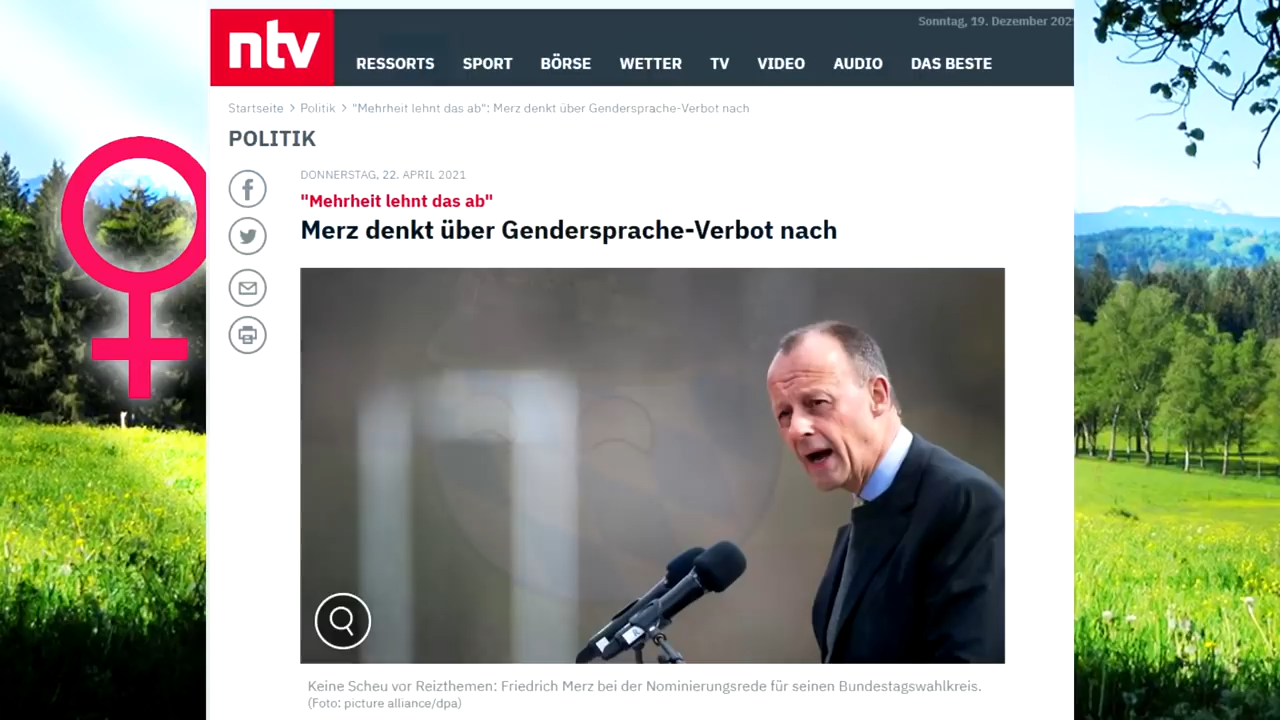 Sonntag, 19. Dezember 202
ntv
RESSORTS SPORT BÖRSE WETTER TV VIDEO AUDIO DAS BESTE
Startseite > Politik > "Mehrheit lehnt das ab": Merz denkt über Gendersprache-Verbot nach
POLITIK
DONNERSTAG, 22. APRIL 2021
"Mehrheit lehnt das ab"
Merz denkt über Gendersprache-Verbot nach
Keine Scheu vor Reizthemen: Friedrich Merz bei der Nominierungsrede für seinen Bundestagswahlkreis.
(Foto: picture alliance/dpa)